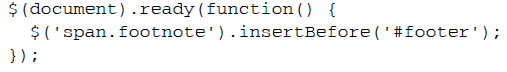 $(document).ready(function() {
  $('span.footnote').insertBefore('#footer');
});